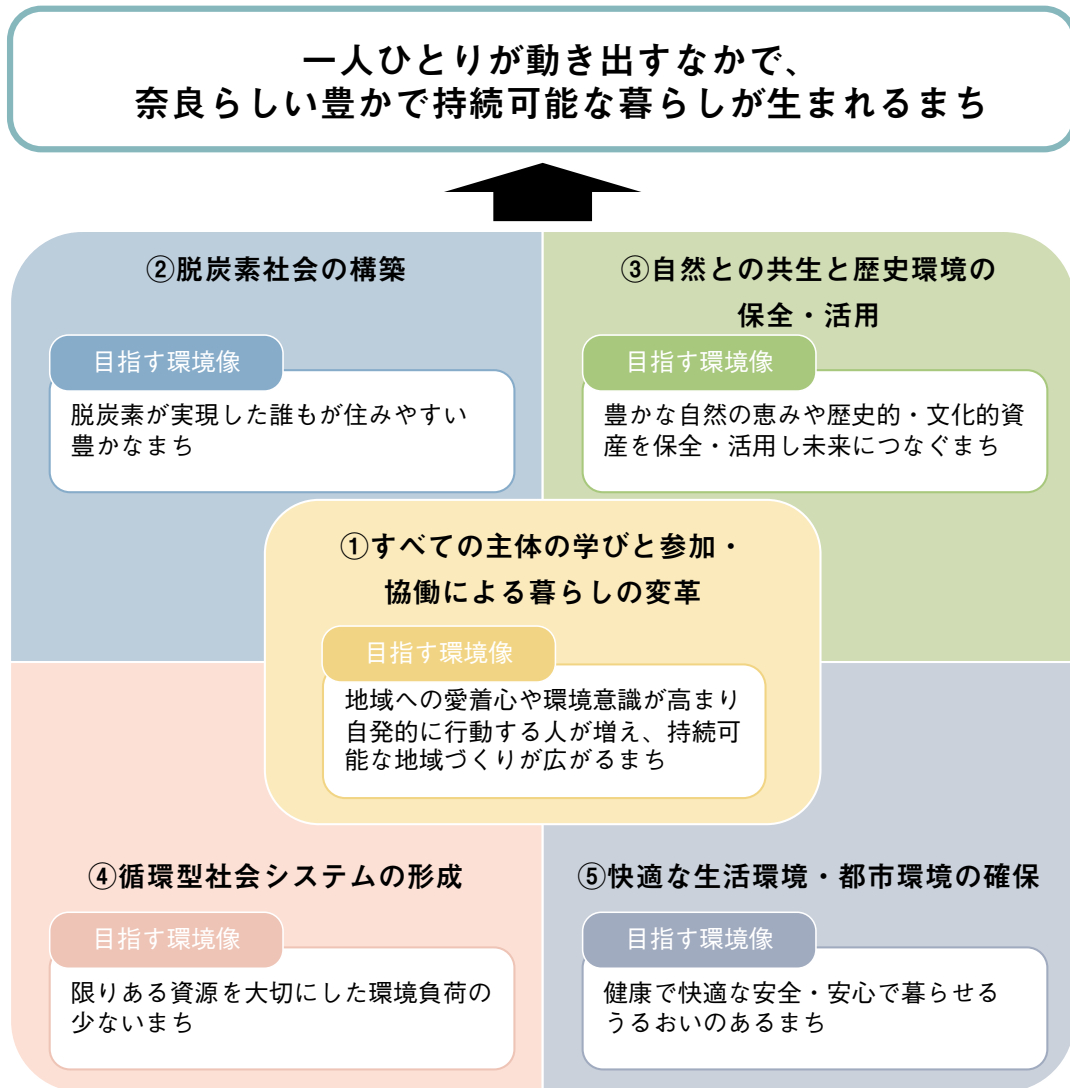 一人ひとりが動き出すなかで、
奈良らしい豊かで持続可能な暮らしが生まれるまち
②脱炭素社会の構築
目指す環境像
脱炭素が実現した誰もが住みやすい
豊かなまち
③自然との共生と歴史環境の
保全・活用
目指す環境像
豊かな自然の恵みや歴史的・文化的資
産を保全・活用し未来につなぐまち
①すべての主体の学びと参加・
協働による暮らしの変革
目指す環境像
地域への愛着心や環境意識が高まり
自発的に行動する人が増え、持続可
能な地域づくりが広がるまち
④循環型社会システムの形成
目指す環境像
限りある資源を大切にした環境負荷の
少ないまち
⑤快適な生活環境・都市環境の確保
目指す環境像
健康で快適な安全・安心で暮らせる
うるおいのあるまち